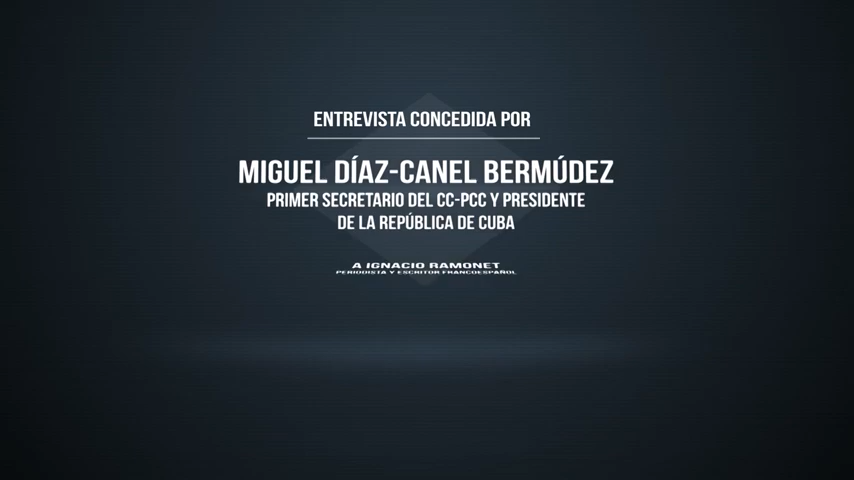 ENTREVISTA CONCEDIDA POR
MIGUEL DÍAZ-CANEL BERMÚDEZ
PRIMER SECRETARIO DEL CC-PCC Y PRESIDENTE
DE LA REPÚBLICA DE CUBA
A IGNACIO RAMONET
PERIODISTA Y ESCRITOR FRANCOESPAÑOL